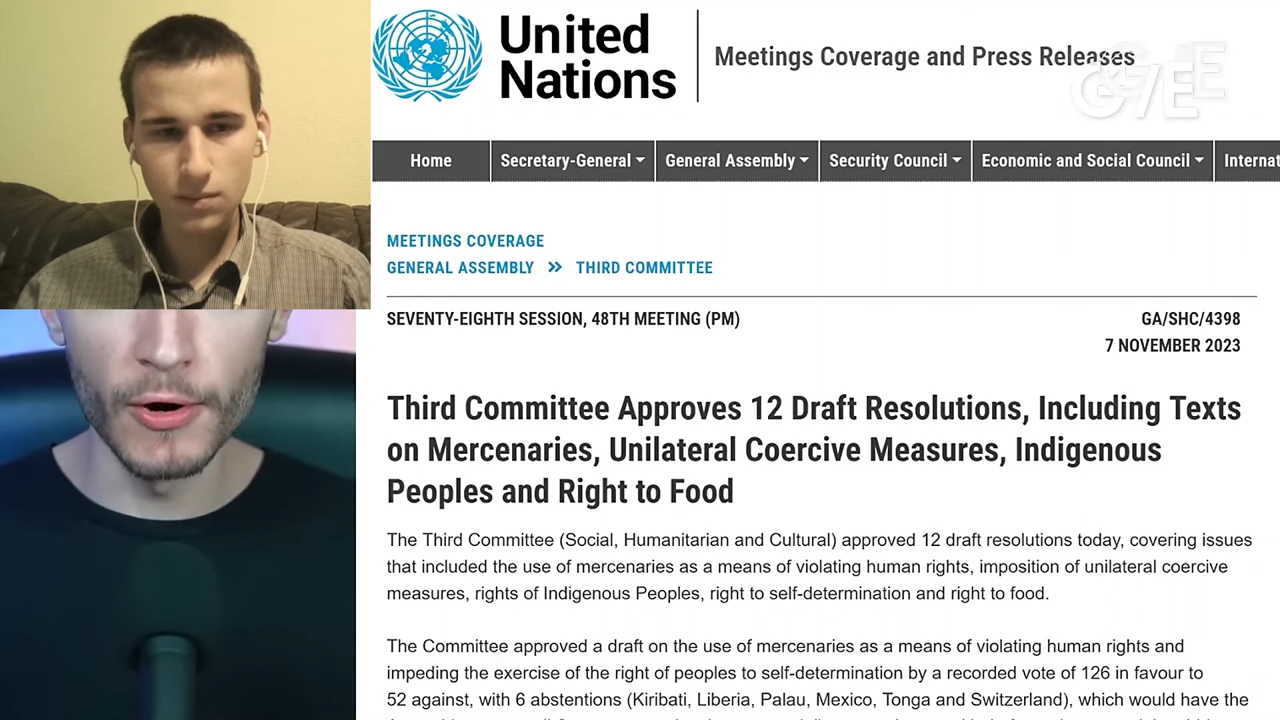 United
Nations
Meetings Coverage and Press Releases
Home
Secretary-General
General Assembly
Security Council
Economic and Social Council
MEETINGS COVERAGE
GENERAL ASSEMBLY >> THIRD COMMITTEE
SEVENTY-EIGHTH SESSION, 48TH MEETING (PM)
GA/SHC/4398
7 NOVEMBER 2023
Third Committee Approves 12 Draft Resolutions, Including Texts
on Mercenaries, Unilateral Coercive Measures, Indigenous
Peoples and Right to Food
The Third Committee (Social, Humanitarian and Cultural) approved 12 draft resolutions today, covering issues
that included the use of mercenaries as a means of violating human rights, imposition of unilateral coercive
measures, rights of Indigenous Peoples, right to self-determination and right to food.
The Committee approved a draft on the use of mercenaries as a means of violating human rights and
impeding the exercise of the right of peoples to self-determination by a recorded vote of 126 in favour to
52 against, with 6 abstentions (Kiribati, Liberia, Palau, Mexico, Tonga and Switzerland), which would have the